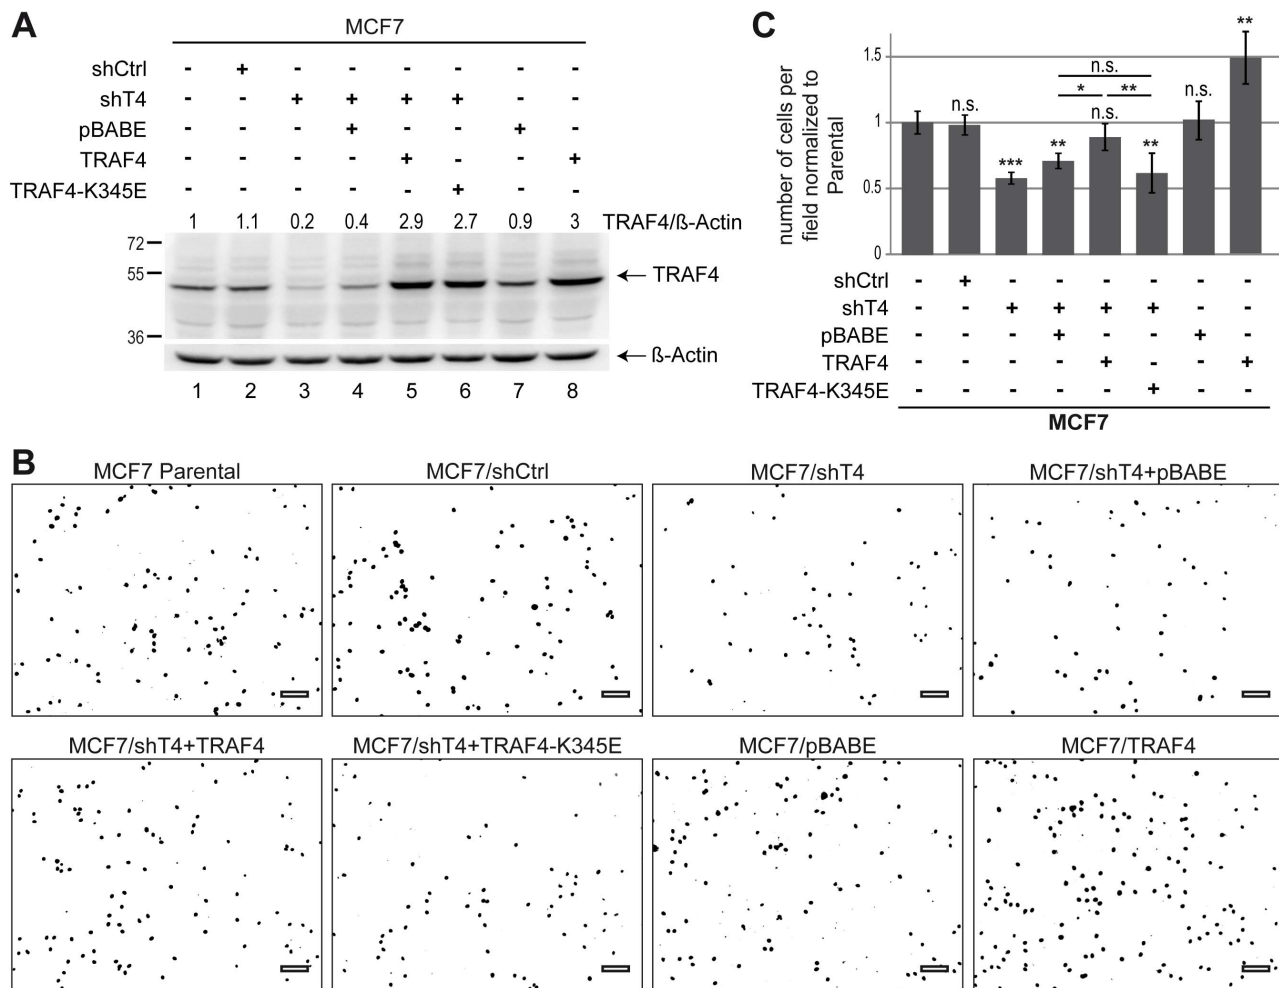 A
MCF7
shCtrl - + - - - - - -
shT4 - - + + + + - -
pBABE - - - + - - + -
TRAF4 - - - - + - - +
TRAF4-K345E - - - - - + - -
1 1.1 0.2 0.4 2.9 2.7 0.9 3 TRAF4/ß-Actin
72
55
TRAF4
36
ß-Actin
1 2 3 4 5 6 7 8
C
number of cells per
field normalized to
Parental
1.5
1
0.5
0
n.s.
***
**
n.s.
* **
n.s.
**
n.s.
**
shCtrl - + - - - - - -
shT4 - - + + + + - -
pBABE - - - + - - + -
TRAF4 - - - - + - - +
TRAF4-K345E - - - - - + - -
MCF7
B
MCF7 Parental
MCF7/shCtrl
MCF7/shT4
MCF7/shT4+pBABE
MCF7/shT4+TRAF4
MCF7/shT4+TRAF4-K345E
MCF7/pBABE
MCF7/TRAF4